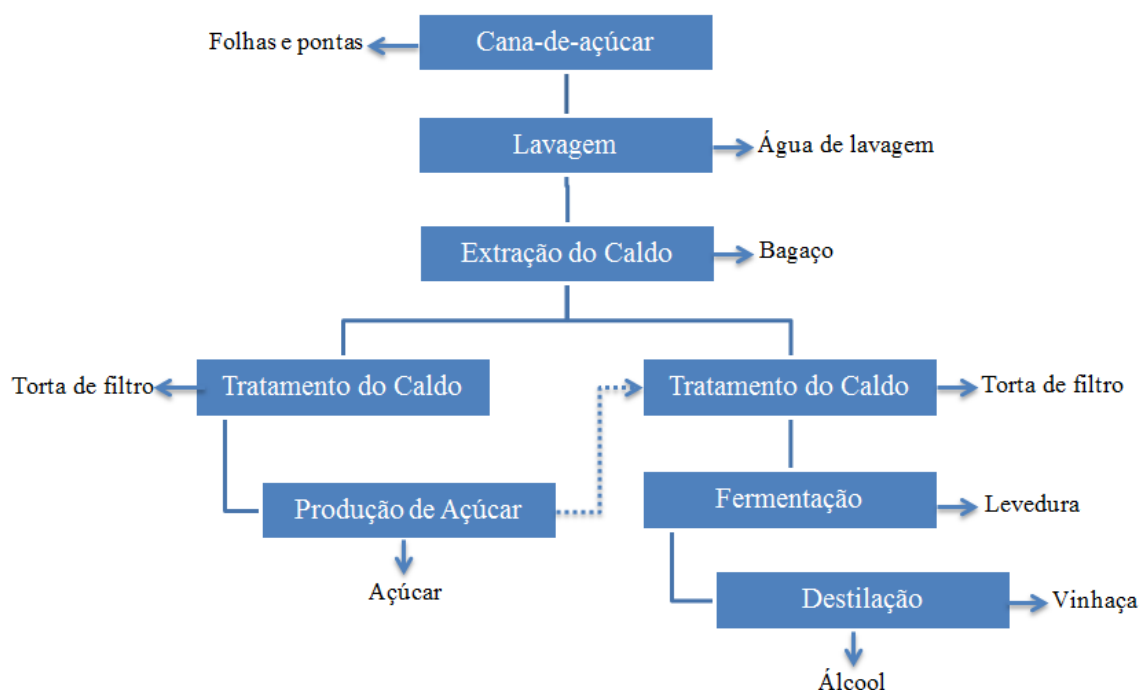 Folhas e pontas
Cana-de-açúcar
Lavagem
Água de lavagem
Extração do Caldo
Bagaço
Torta de filtro
Tratamento do Caldo
Tratamento do Caldo
Torta de filtro
Produção de Açúcar
Fermentação
Levedura
Açúcar
Destilação
Vinhaça
Álcool